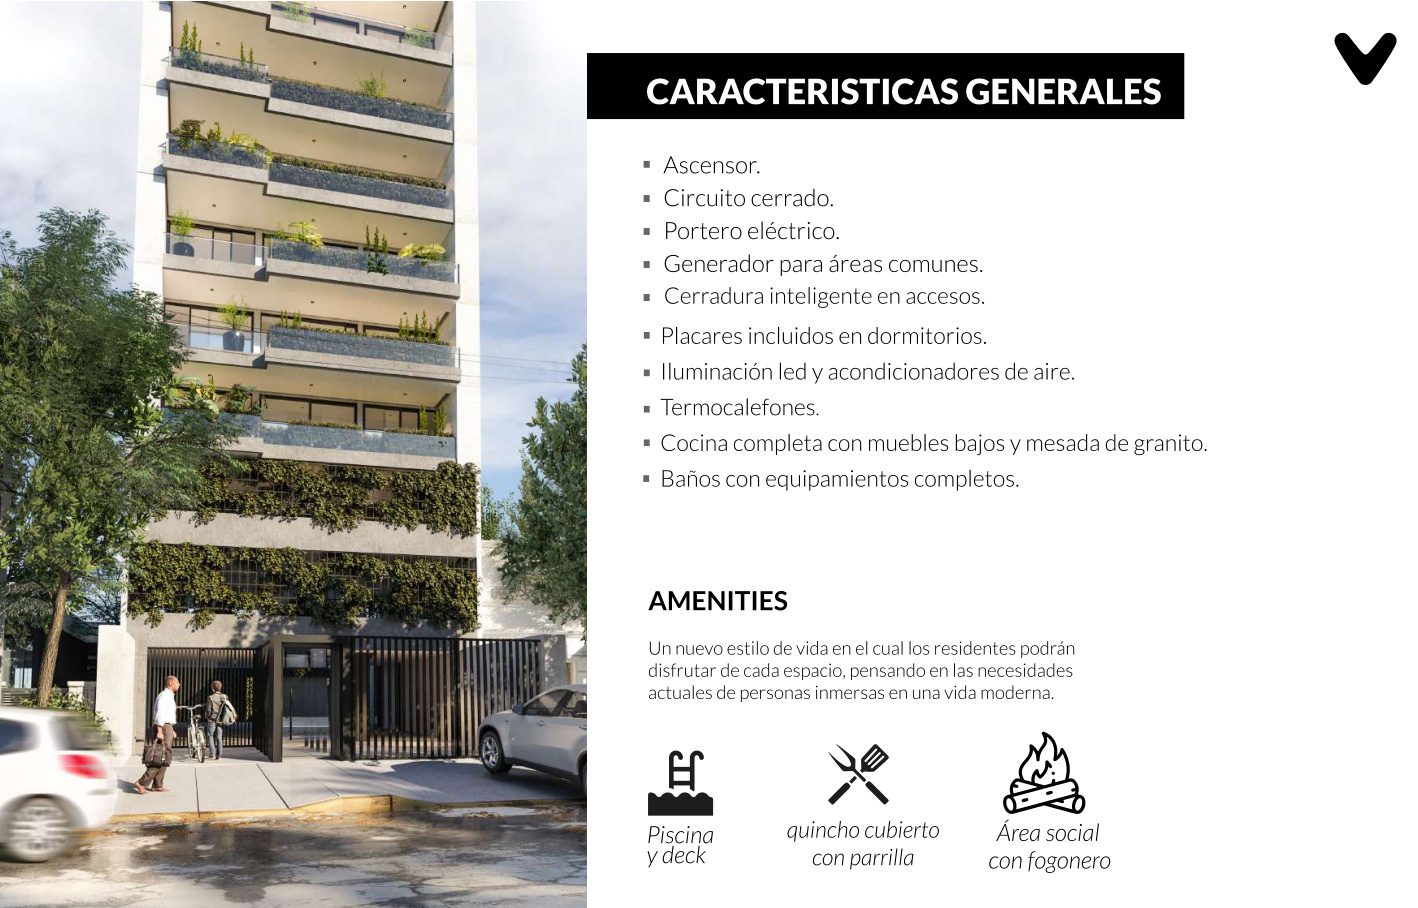 CARACTERISTICAS GENERALES
Ascensor.
Circuito cerrado.
Portero eléctrico.
Generador para áreas comunes.
Cerradura inteligente en accesos.
Placares incluidos en dormitorios.
Iluminación led y acondicionadores de aire.
Termocalefones.
Cocina completa con muebles bajos y mesada de granito.
Baños con equipamientos completos.
AMENITIES
Un nuevo estilo de vida en el cual los residentes podrán
disfrutar de cada espacio, pensando en las necesidades
actuales de personas inmersas en una vida moderna.
Piscina
y deck
quincho cubierto
con parrilla
Área social
con fogonero